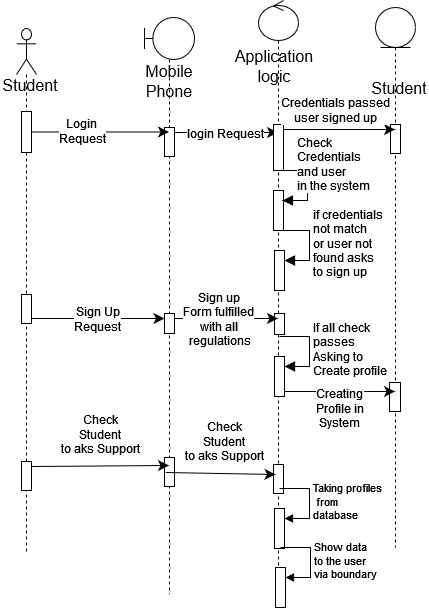 Student
Mobile
Phone
Application
logic
Student
Login
Request
login Request
Credentials passed
user signed up
Check
Credentials
and user
in the system
if credentials
not match
or user not
found asks
to sign up
Sign Up
Request
Sign up
Form fulfilled
with all
regulations
If all check
passes
Asking to
Create profile
Creating
Profile in
System
Check
Student
to aks Support
Check
Student
to aks Support
Taking profiles
from
database
Show data
to the user
via boundary